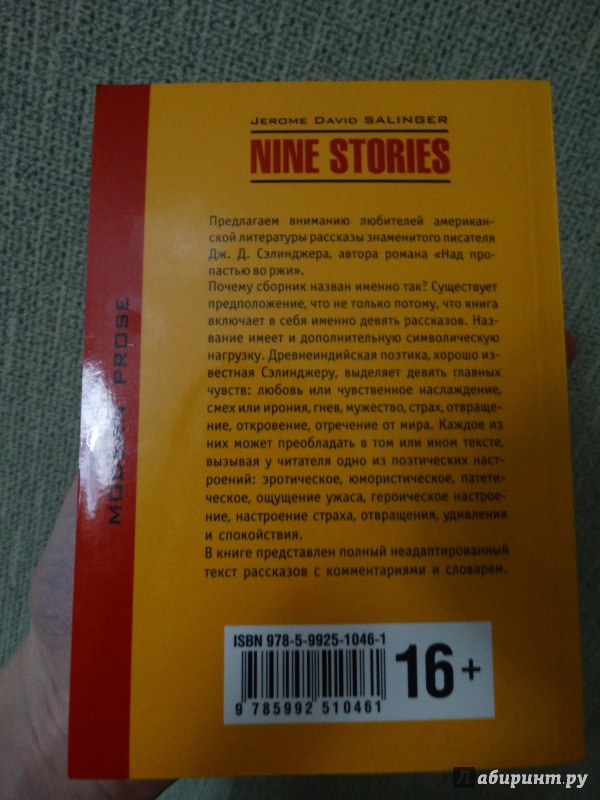 JEROME DAVID SALINGER
NINE STORIES
Предлагаем вниманию любителей американ-
ской литературы рассказы знаменитого писателя
Дж. Д. Сэлинджера, автора романа «Над про-
пастью во ржи».
Почему сборник назван именно так? Существует
предположение, что не только потому, что книга
включает в себя именно девять рассказов. Наз-
вание имеет и дополнительную символическую
нагрузку. Древнеиндийская поэтика, хорошо из-
вестная Сэлинджеру, выделяет девять главных
чувств: любовь или чувственное наслаждение,
смех или ирония, гнев, мужество, страх, отвраще-
ние, откровение, отречение от мира. Каждое из
них может преобладать в том или ином тексте,
вызывая у читателя одно из поэтических наст-
роений: эротическое, юмористическое, патети-
ческое, ощущение ужаса, героическое настрое-
ние, настроение страха, отвращения, удивления
и спокойствия.
В книге представлен полный неадаптированный
текст рассказов с комментариями и словарем.
MODERN PROSE
ISBN 978-5-9925-1046-1
16+
9 785992 510461
Лабиринт.ру